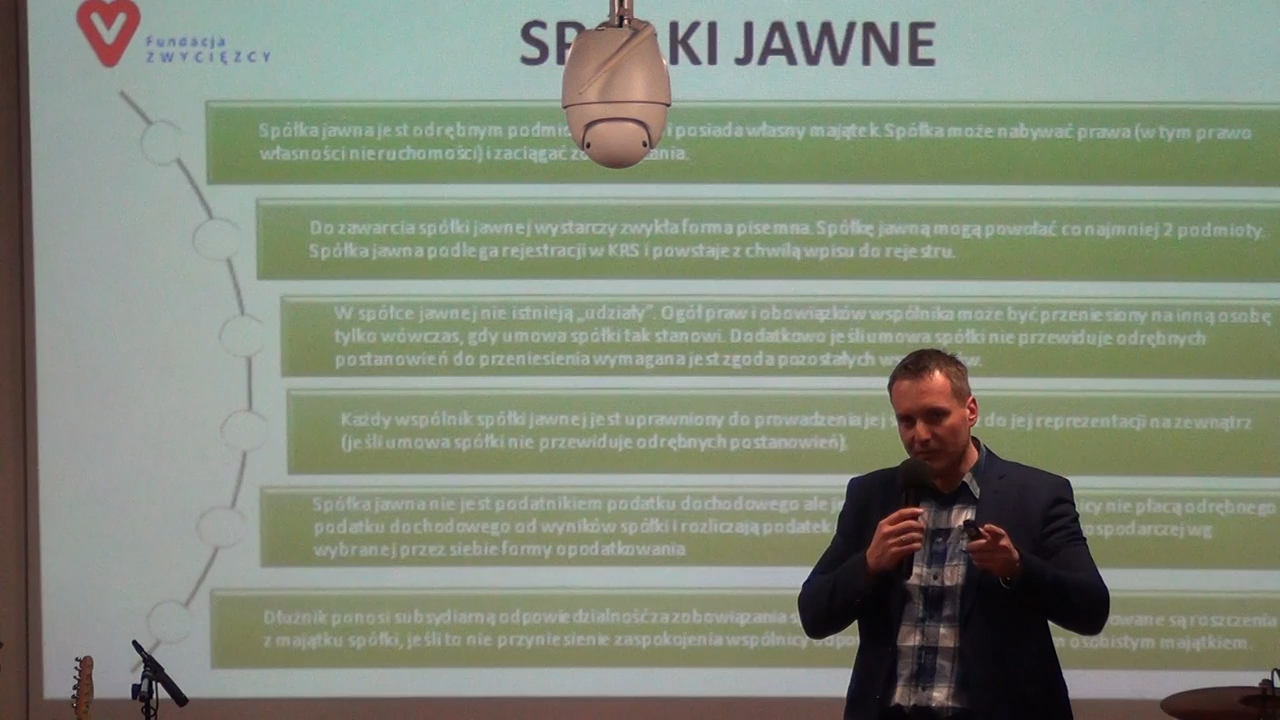 Fundacja
ZWYCIĘZCY
JAWNE
Spółka jawna jest odrębnym i posiada własny majątek. Spółka może nabywać prawa (w tym prawo
własności nieruchomości) i zaciągać
Do zawarcia spółki jawnej wystarczy zwykła forma pisemna. Spółkę jawną mogą powołać co najmniej 2 podmioty.
Spółka jawna podlega rejestracji w KRS i powstaje z chwilą wpisu do rejestru.
W spółce jawnej nie istnieją „udziały”. Ogół praw i obowiązków wspólnika może być przeniesiony na inną osobę
tylko wówczas, gdy umowa spółki tak stanowi. Dodatkowo jeśli umowa spółki nie przewiduje odrębnych
postanowień do przeniesienia wymagana jest zgoda pozostałych
Każdy wspólnik spółki jawnej jest uprawniony do prowadzenia jej do jej reprezentacji na zewnątrz
(jeśli umowa spółki nie przewiduje odrębnych postanowień).
Spółka jawna nie jest podatnikiem podatku dochodowego ale nie płacą odrębnego
podatku dochodowego od wyników spółki i rozliczają podatek wg
wybranej przez siebie formy opodatkowania
Dłużnik ponosi subsydiarną odpowiedzialność za zobowiązania są roszczenia
z majątku spółki, jeśli to nie przyniesienie zaspokojenia wspólnicy osobistym majątkiem.